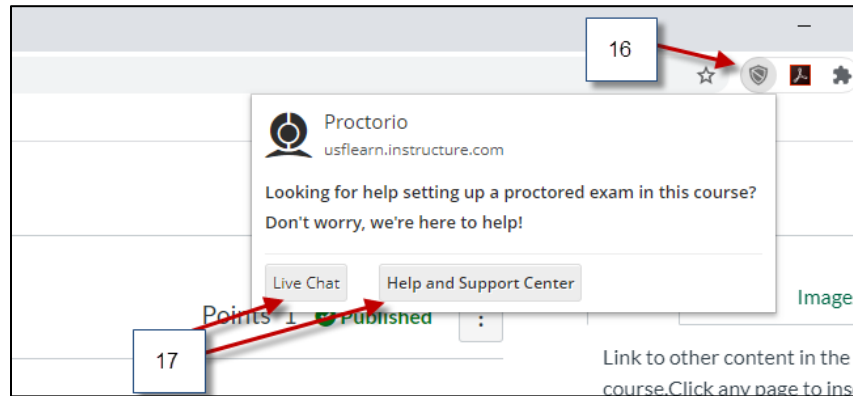 16
Proctorio
usflearn.instructure.com
Looking for help setting up a proctored exam in this course?
Don't worry, we're here to help!
Live Chat
Help and Support Center
Points 1 Published
17
Image
Link to other content in the
course.Click any page to ins